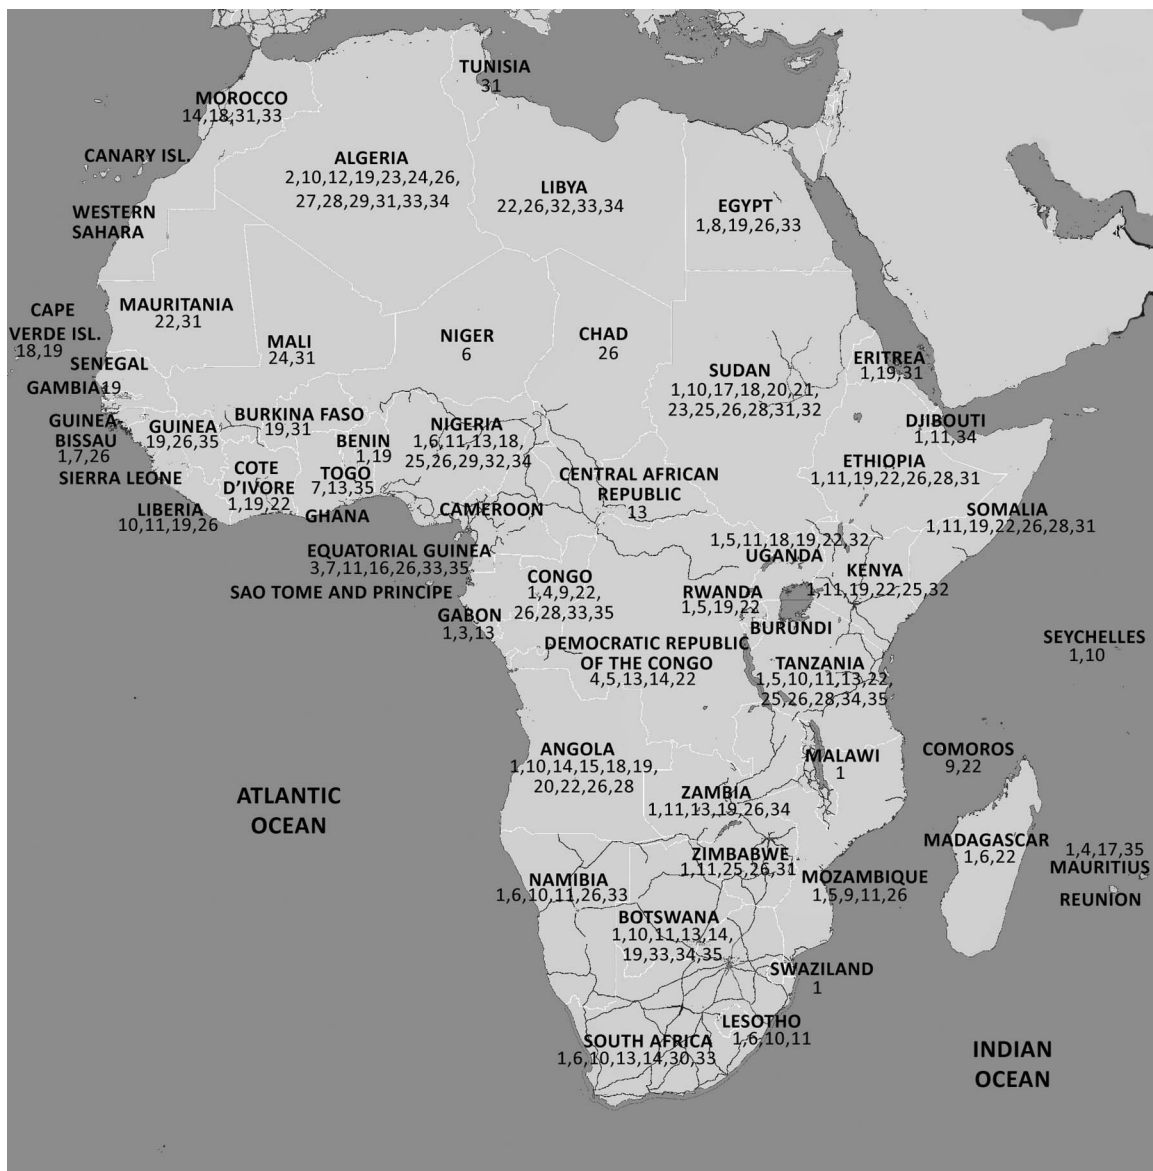 TUNISIA
31
MOROCCO
14,18,31,33
CANARY ISL.
ALGERIA
2,10,12,19,23,24,26,
27,28,29,31,33,34
LIBYA
22,26,32,33,34
EGYPT
1,8,19,26,33
WESTERN
SAHARA
CAPE
VERDE ISL.
18,19
MAURITANIA
22,31
MALI
24,31
NIGER
6
CHAD
26
SUDAN
1,10,17,18,20,21,
23,25,26,28,31,32
ERITREA
1,19,31
SENEGAL
GAMBIA 19
GUINEA
BISSAU
1,7,26
GUINEA
19,26,35
BURKINA FASO
19,31
BENIN
1,19
NIGERIA
1,6,11,13,18,
25,26,29,32,34
DJIBOUTI
1,11,34
ETHIOPIA
1,11,19,22,26,28,31
SIERRA LEONE
COTE
D’IVORE
1,19,22
TOGO
7,13,35
CENTRAL AFRICAN
REPUBLIC
13
LIBERIA
10,11,19,26
GHANA
CAMEROON
SOMALIA
1,11,19,22,26,28,31
EQUATORIAL GUINEA
3,7,11,16,26,33,35
1,5,11,18,19,22,32
UGANDA
KENYA
1,11,19,22,25,32
SAO TOME AND PRINCIPE
CONGO
1,4,9,22,
26,28,33,35
RWANDA
1,5,19,22
GABON
1,3,13
BURUNDI
SEYCHELLES
1,10
DEMOCRATIC REPUBLIC
OF THE CONGO
4,5,13,14,22
TANZANIA
1,5,10,11,13,22,
25,26,28,34,35
ANGOLA
1,10,14,15,18,19,
20,22,26,28
MALAWI
1
COMOROS
9,22
ATLANTIC
OCEAN
ZAMBIA
1,11,13,19,26,34
MADAGASCAR
1,6,22
1,4,17,35
MAURITIUS
REUNION
ZIMBABWE
1,11,25,26,31
MOZAMBIQUE
1,5,9,11,26
NAMIBIA
1,6,10,11,26,33
BOTSWANA
1,10,11,13,14,
19,33,34,35
SWAZILAND
1
LESOTHO
1,6,10,11
SOUTH AFRICA
1,6,10,13,14,30,33
INDIAN
OCEAN